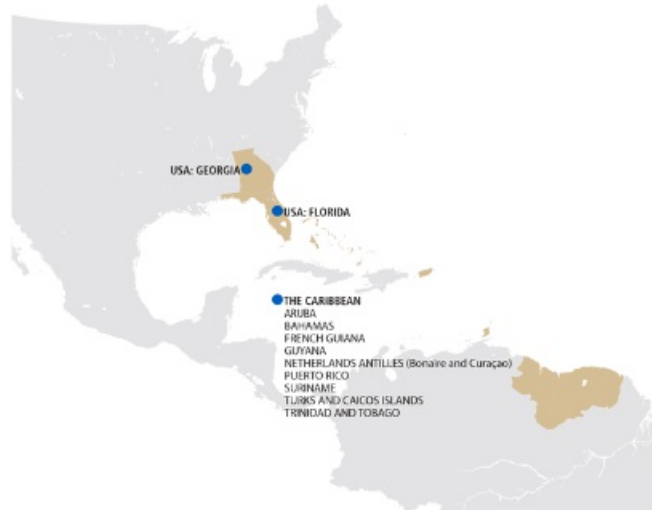 USA: GEORGIA
USA: FLORIDA
THE CARIBBEAN
ARUBA
BAHAMAS
FRENCH GUIANA
GUYANA
NETHERLANDS ANTILLES (Bonaire and Curaçao)
PUERTO RICO
SURINAME
TURKS AND CAICOS ISLANDS
TRINIDAD AND TOBAGO